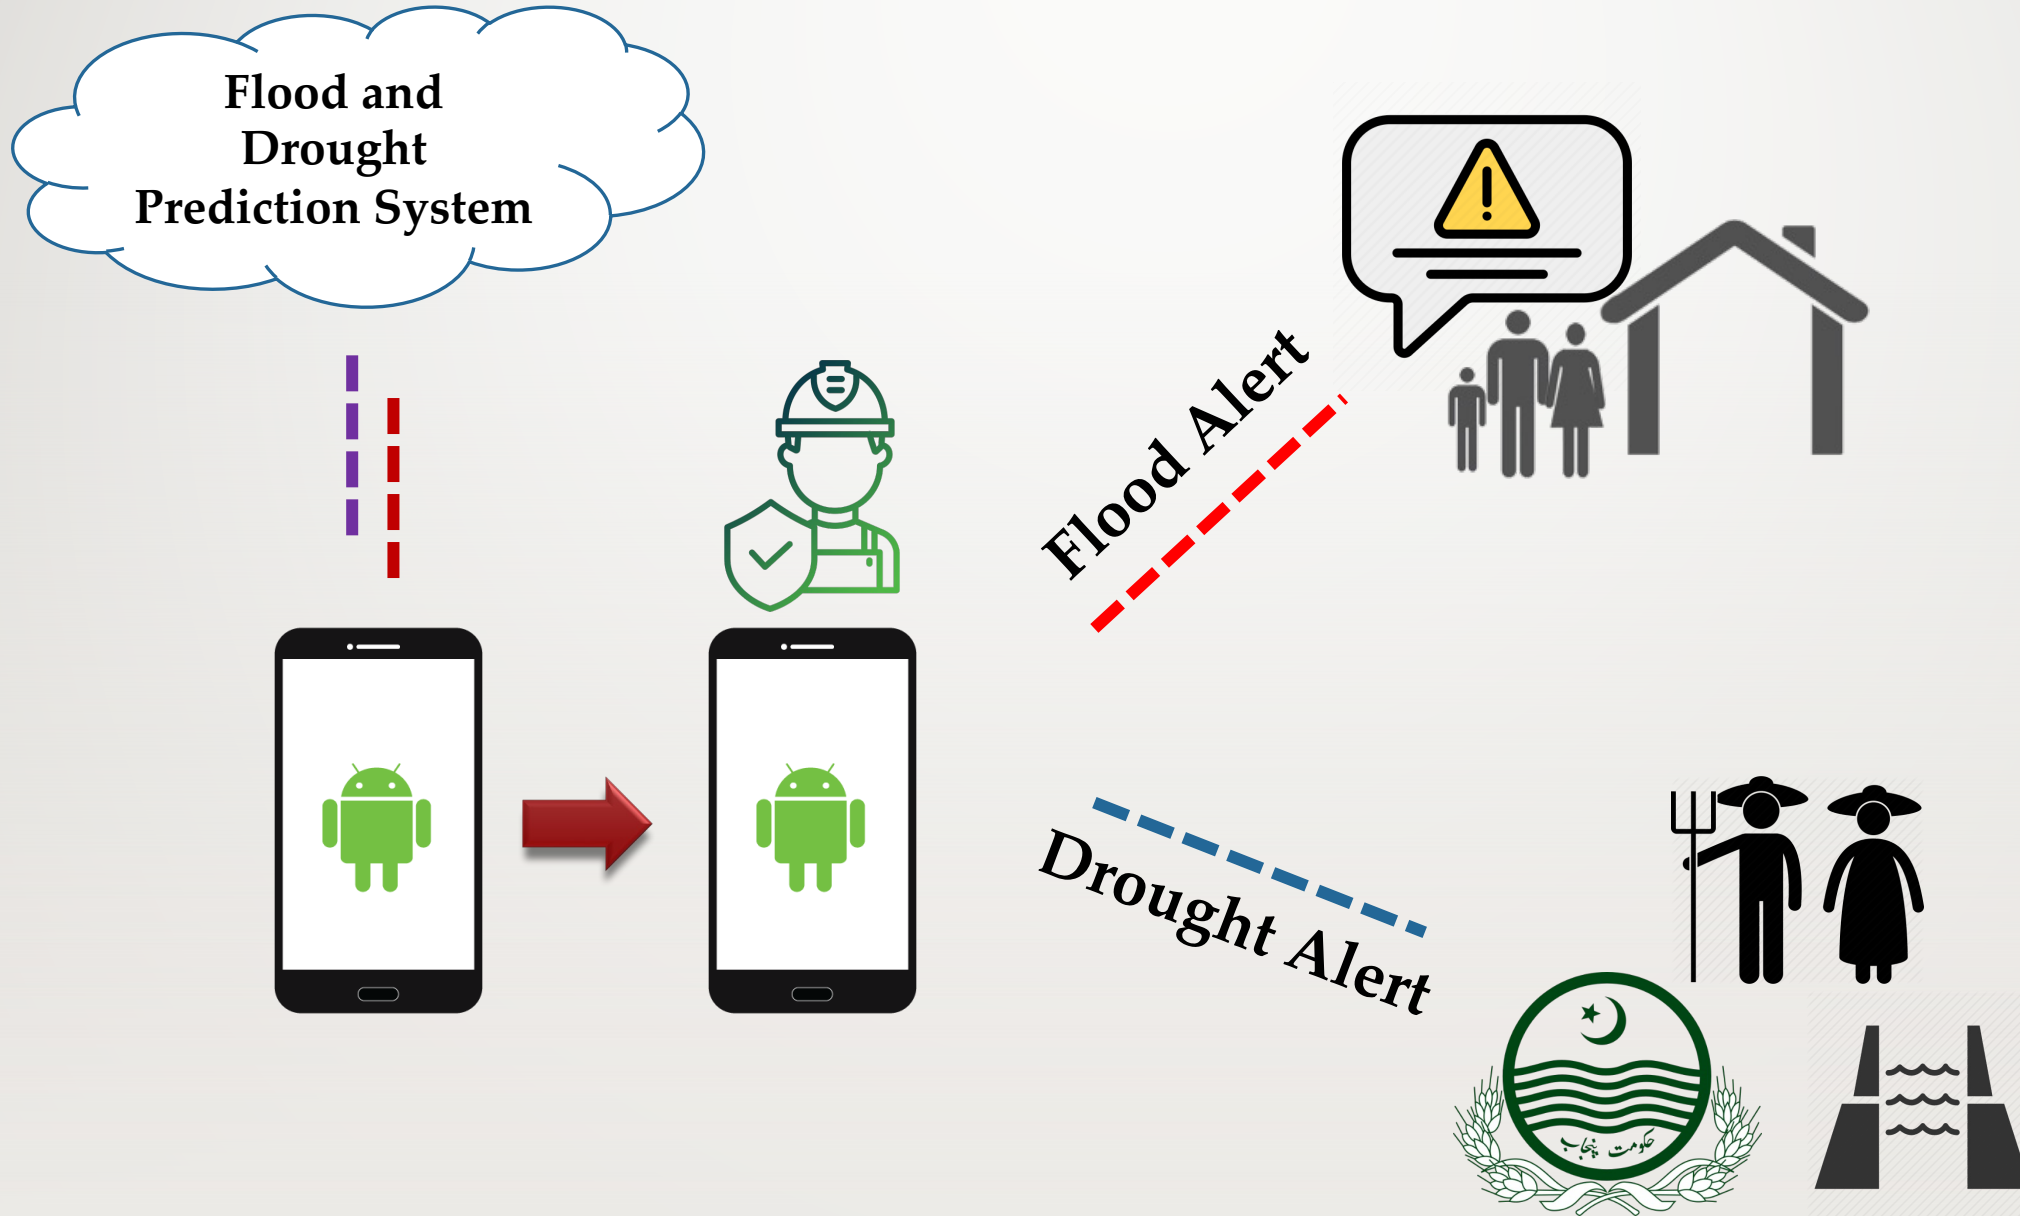 Flood and
Drought
Prediction System
Flood Alert
Drought Alert
حکومت پنجاب